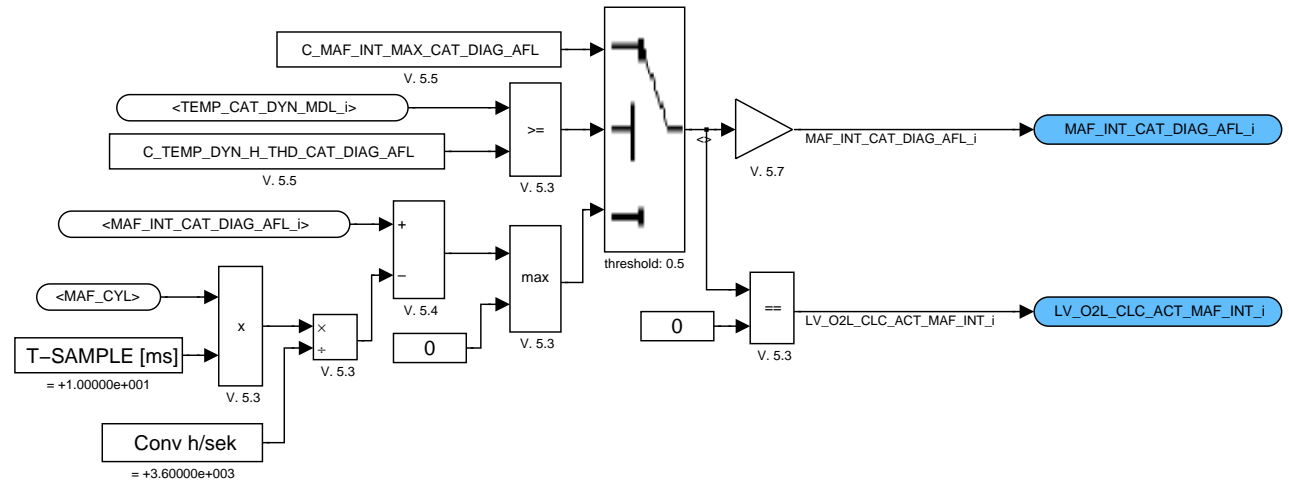 C_MAF_INT_MAX_CAT_DIAG_AFL
V. 5.5
<TEMP_CAT_DYN_MDL_i>
C_TEMP_DYN_H_THD_CAT_DIAG_AFL
V. 5.5
>=
V. 5.3
<MAF_INT_CAT_DIAG_AFL_i>
+
−
V. 5.4
<MAF_CYL>
T−SAMPLE [ms]
= +1.00000e+001
x
V. 5.3
Conv h/sek
= +3.60000e+003
×
÷
V. 5.3
0
max
V. 5.3
threshold: 0.5
<>
V. 5.7
MAF_INT_CAT_DIAG_AFL_i
MAF_INT_CAT_DIAG_AFL_i
0
==
V. 5.3
LV_O2L_CLC_ACT_MAF_INT_i
LV_O2L_CLC_ACT_MAF_INT_i